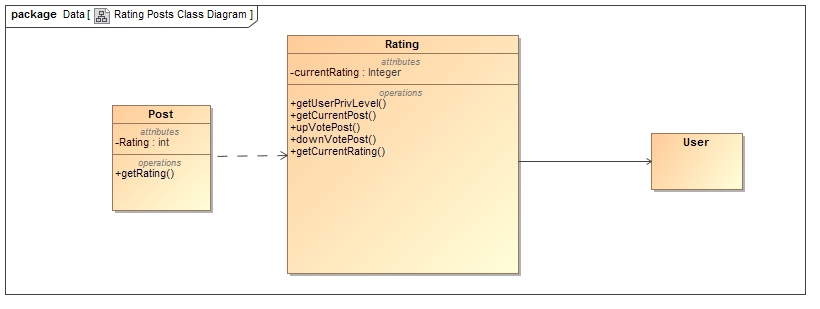 package Data [ Rating Posts Class Diagram ]
Post
attributes
-Rating : int
operations
+getRating()
Rating
attributes
-currentRating : Integer
operations
+getUserPrivLevel()
+getCurrentPost()
+upVotePost()
+downVotePost()
+getCurrentRating()
User